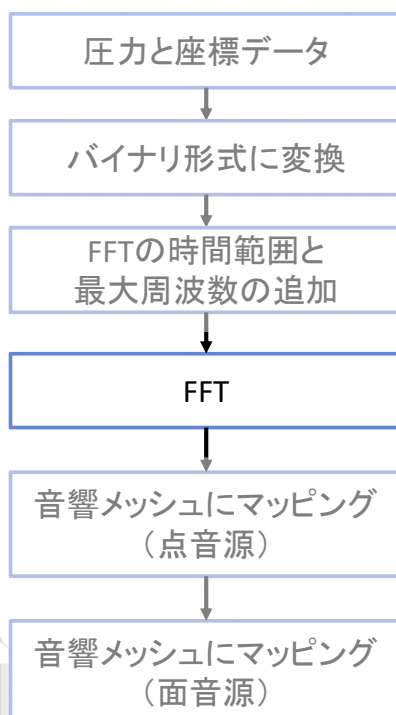 圧力と座標データ
バイナリ形式に変換
FFTの時間範囲と
最大周波数の追加
FFT
音響メッシュにマッピング
（点音源）
音響メッシュにマッピング
（面音源）